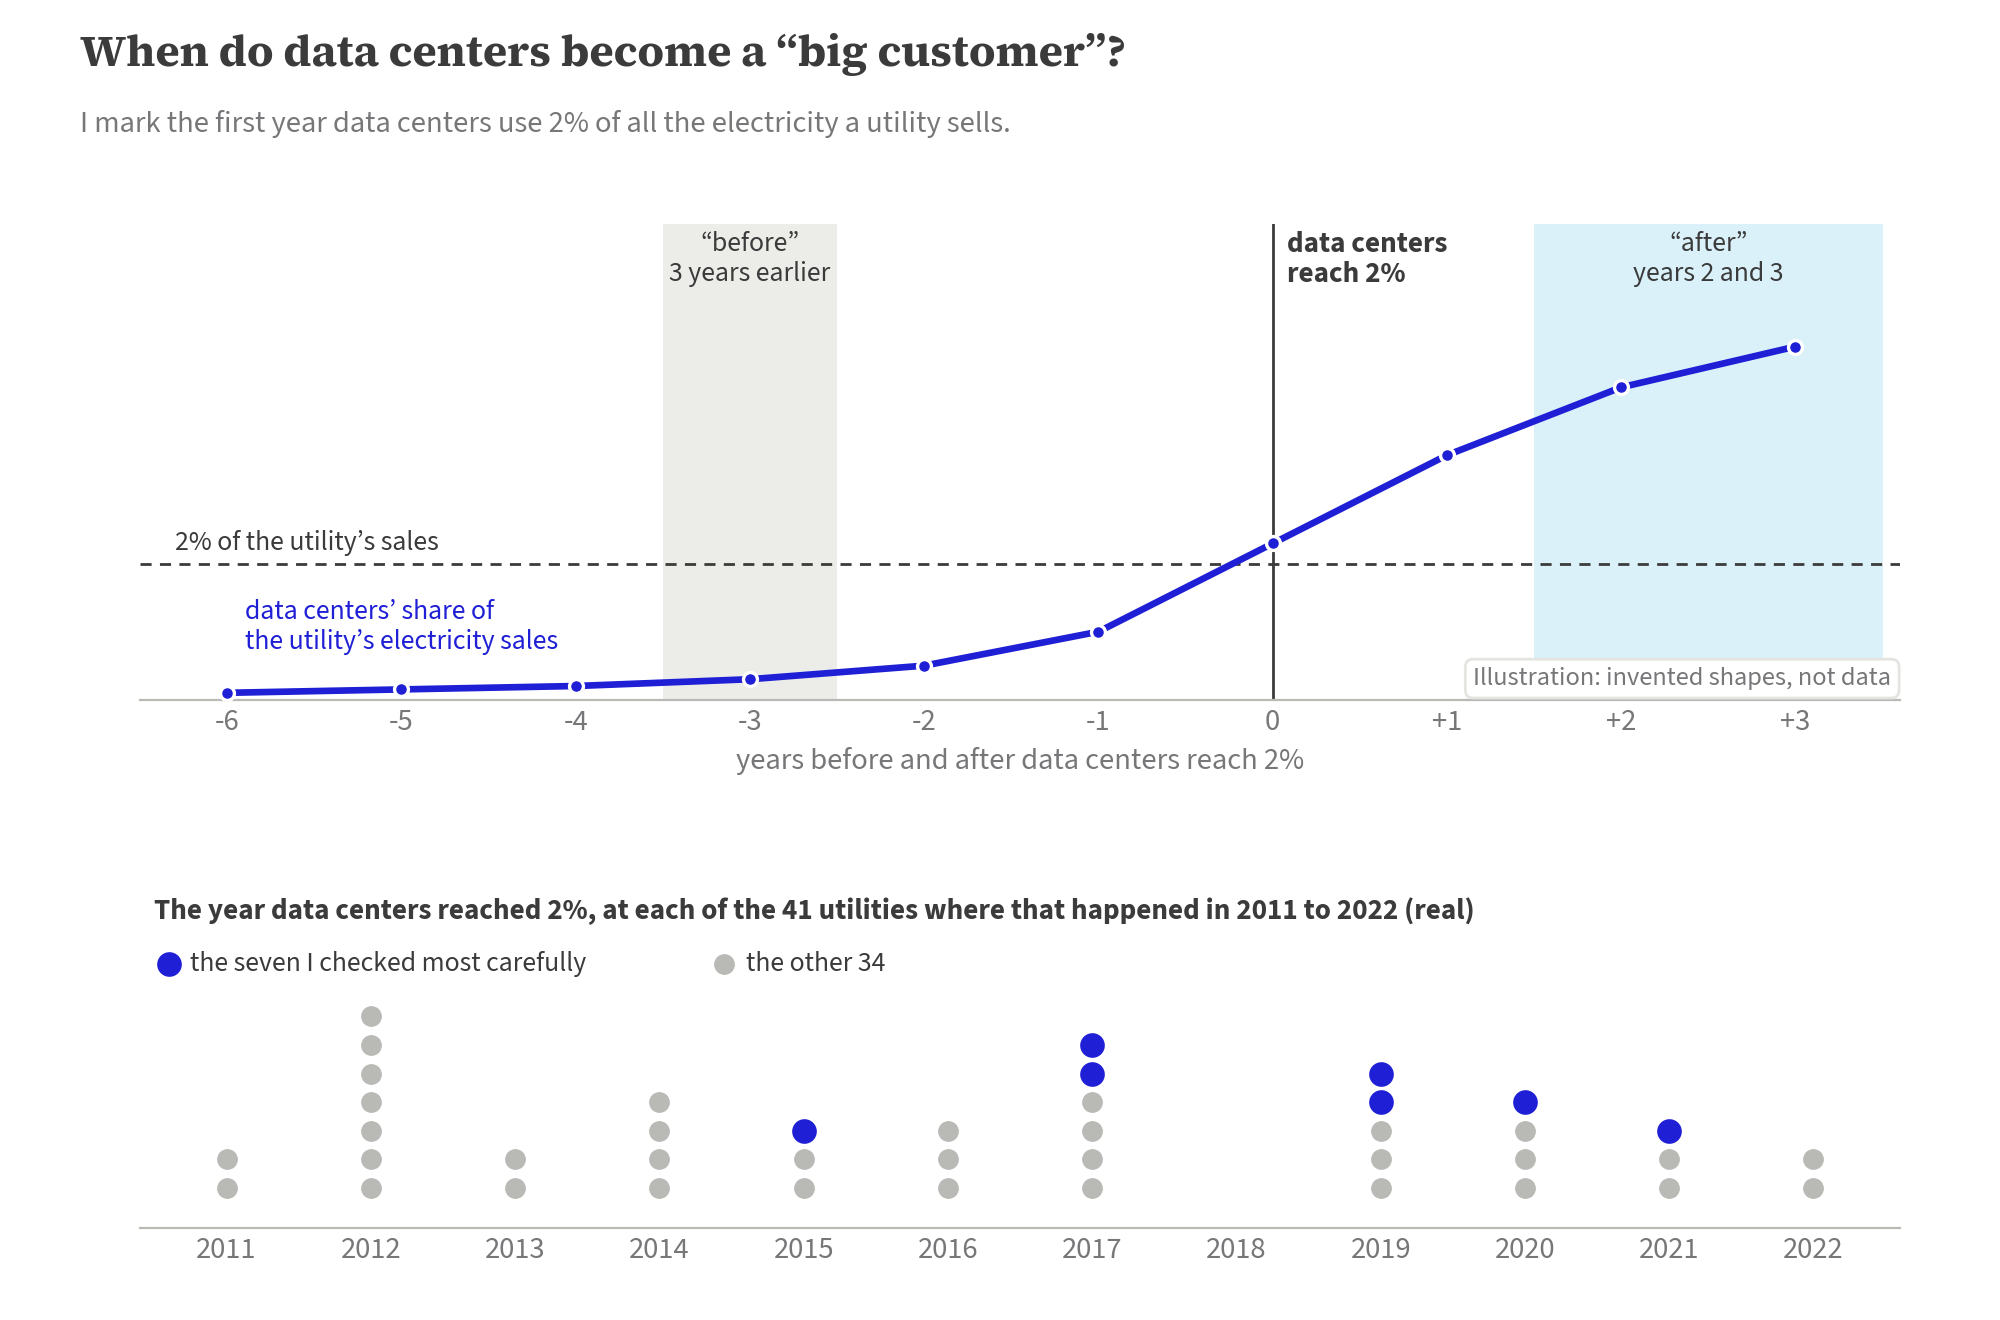 When do data centers become a “big customer”?
I mark the first year data centers use 2% of all the electricity a utility sells.
“before”
3 years earlier
data centers
reach 2%
“after”
years 2 and 3
2% of the utility’s sales
data centers’ share of
the utility’s electricity sales
Illustration: invented shapes, not data
-6 -5 -4 -3 -2 -1 0 +1 +2 +3
years before and after data centers reach 2%
The year data centers reached 2%, at each of the 41 utilities where that happened in 2011 to 2022 (real)
the seven I checked most carefully the other 34
2011 2012 2013 2014 2015 2016 2017 2018 2019 2020 2021 2022